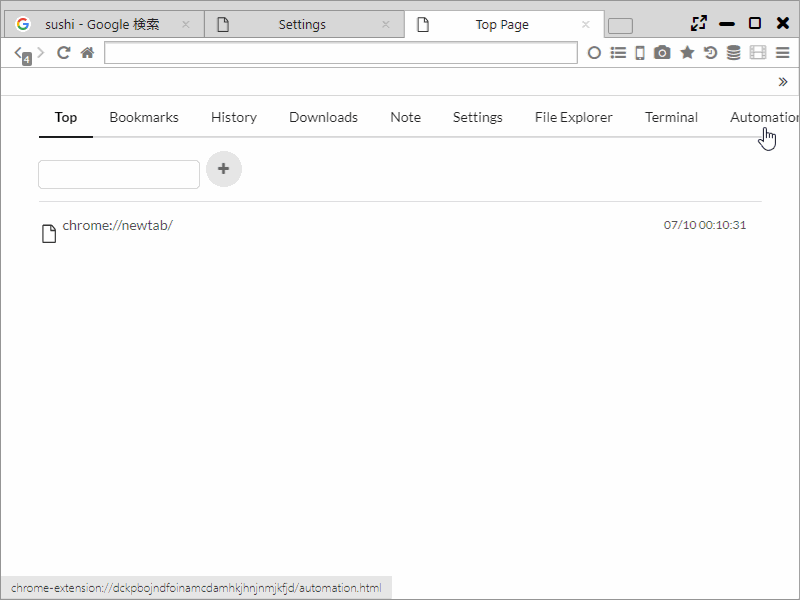 sushi - Google 検索
Settings
Top Page
4
Top
Bookmarks
History
Downloads
Note
Settings
File Explorer
Terminal
Automation
chrome://newtab/
07/10 00:10:31
chrome-extension://dckpbojndfoinamcdamhkjhnjnmjkfjd/automation.html